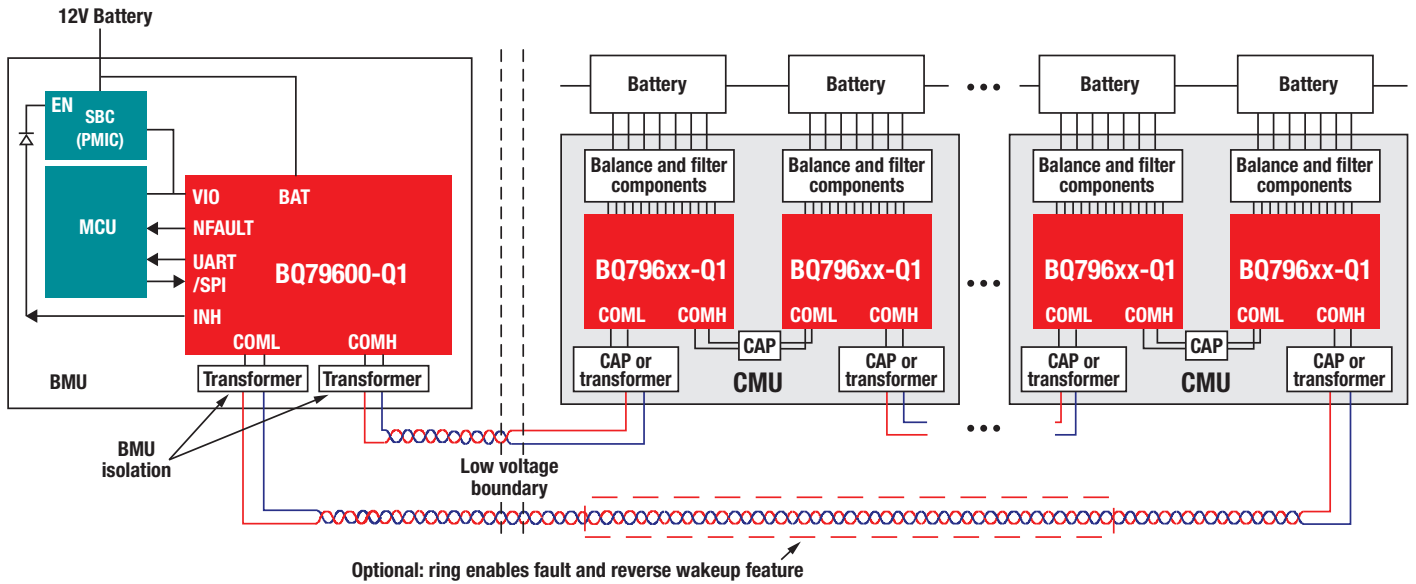 12V Battery
EN
SBC
(PMIC)
MCU
VIO
BAT
NFAULT
UART
/SPI
INH
BQ79600-Q1
COML
COMH
Transformer
Transformer
BMU
BMU
isolation
Low voltage
boundary
Battery
Battery
•••
Battery
Battery
Balance and filter
components
Balance and filter
components
Balance and filter
components
Balance and filter
components
BQ796xx-Q1
BQ796xx-Q1
•••
BQ796xx-Q1
BQ796xx-Q1
COML
COMH
COML
COMH
COML
COMH
COML
COMH
CAP
CAP
CAP or
transformer
CMU
CAP or
transformer
CAP or
transformer
CMU
CAP or
transformer
•••
Optional: ring enables fault and reverse wakeup feature